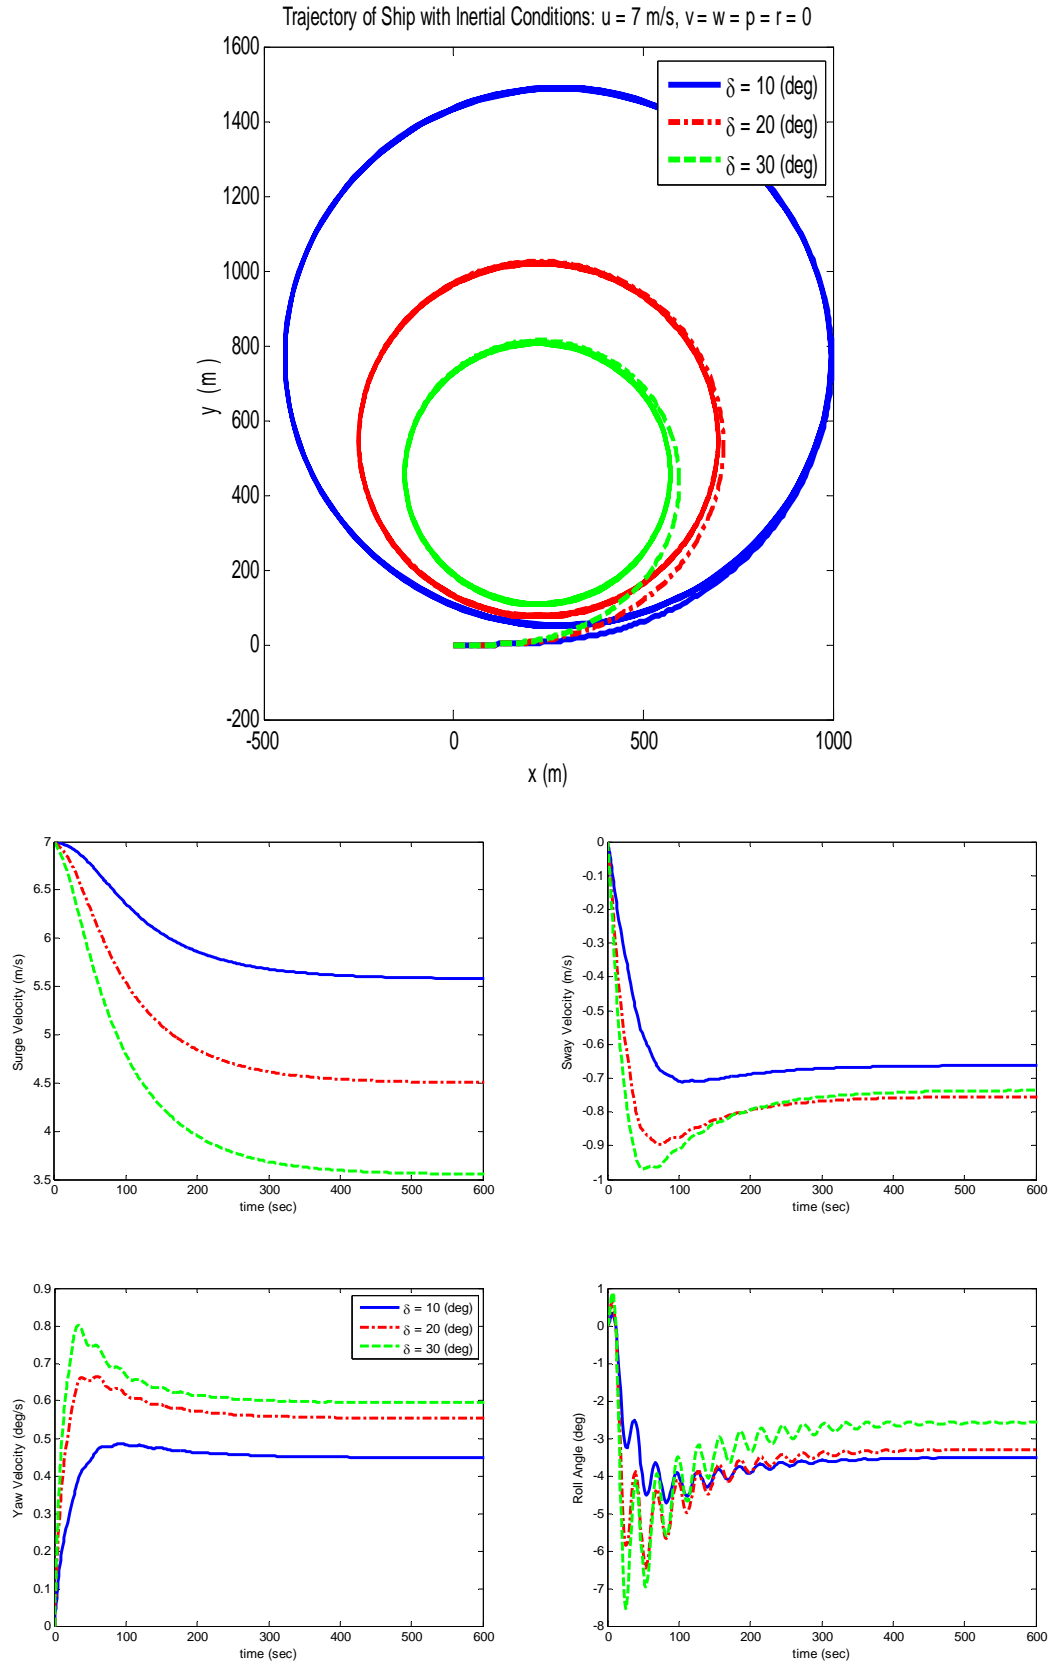 Trajectory of Ship with Inertial Conditions: u = 7 m/s, v = w = p = r = 0
1600
1400
1200
1000
800
600
400
200
0
-200
y (m)
δ = 10 (deg)
δ = 20 (deg)
δ = 30 (deg)
-500 0 500 1000
x (m)
7
6.5
6
5.5
5
4.5
4
3.5
Surge Velocity (m/s)
0 100 200 300 400 500 600
time (sec)
0
-0.1
-0.2
-0.3
-0.4
-0.5
-0.6
-0.7
-0.8
-0.9
-1
Sway Velocity (m/s)
0 100 200 300 400 500 600
time (sec)
0.9
0.8
0.7
0.6
0.5
0.4
0.3
0.2
0.1
0
Yaw Velocity (deg/s)
δ = 10 (deg)
δ = 20 (deg)
δ = 30 (deg)
0 100 200 300 400 500 600
time (sec)
1
0
-1
-2
-3
-4
-5
-6
-7
-8
Roll Angle (deg)
0 100 200 300 400 500 600
time (sec)